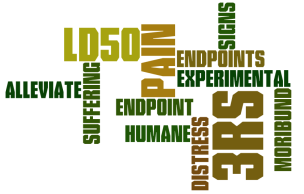 LD50
PAIN
SIGNS
ENDPOINTS
EXPERIMENTAL
ALLEVIATE
SUFFERING
ENDPOINT
HUMANE
DISTRESS
3RS
MORIBUND